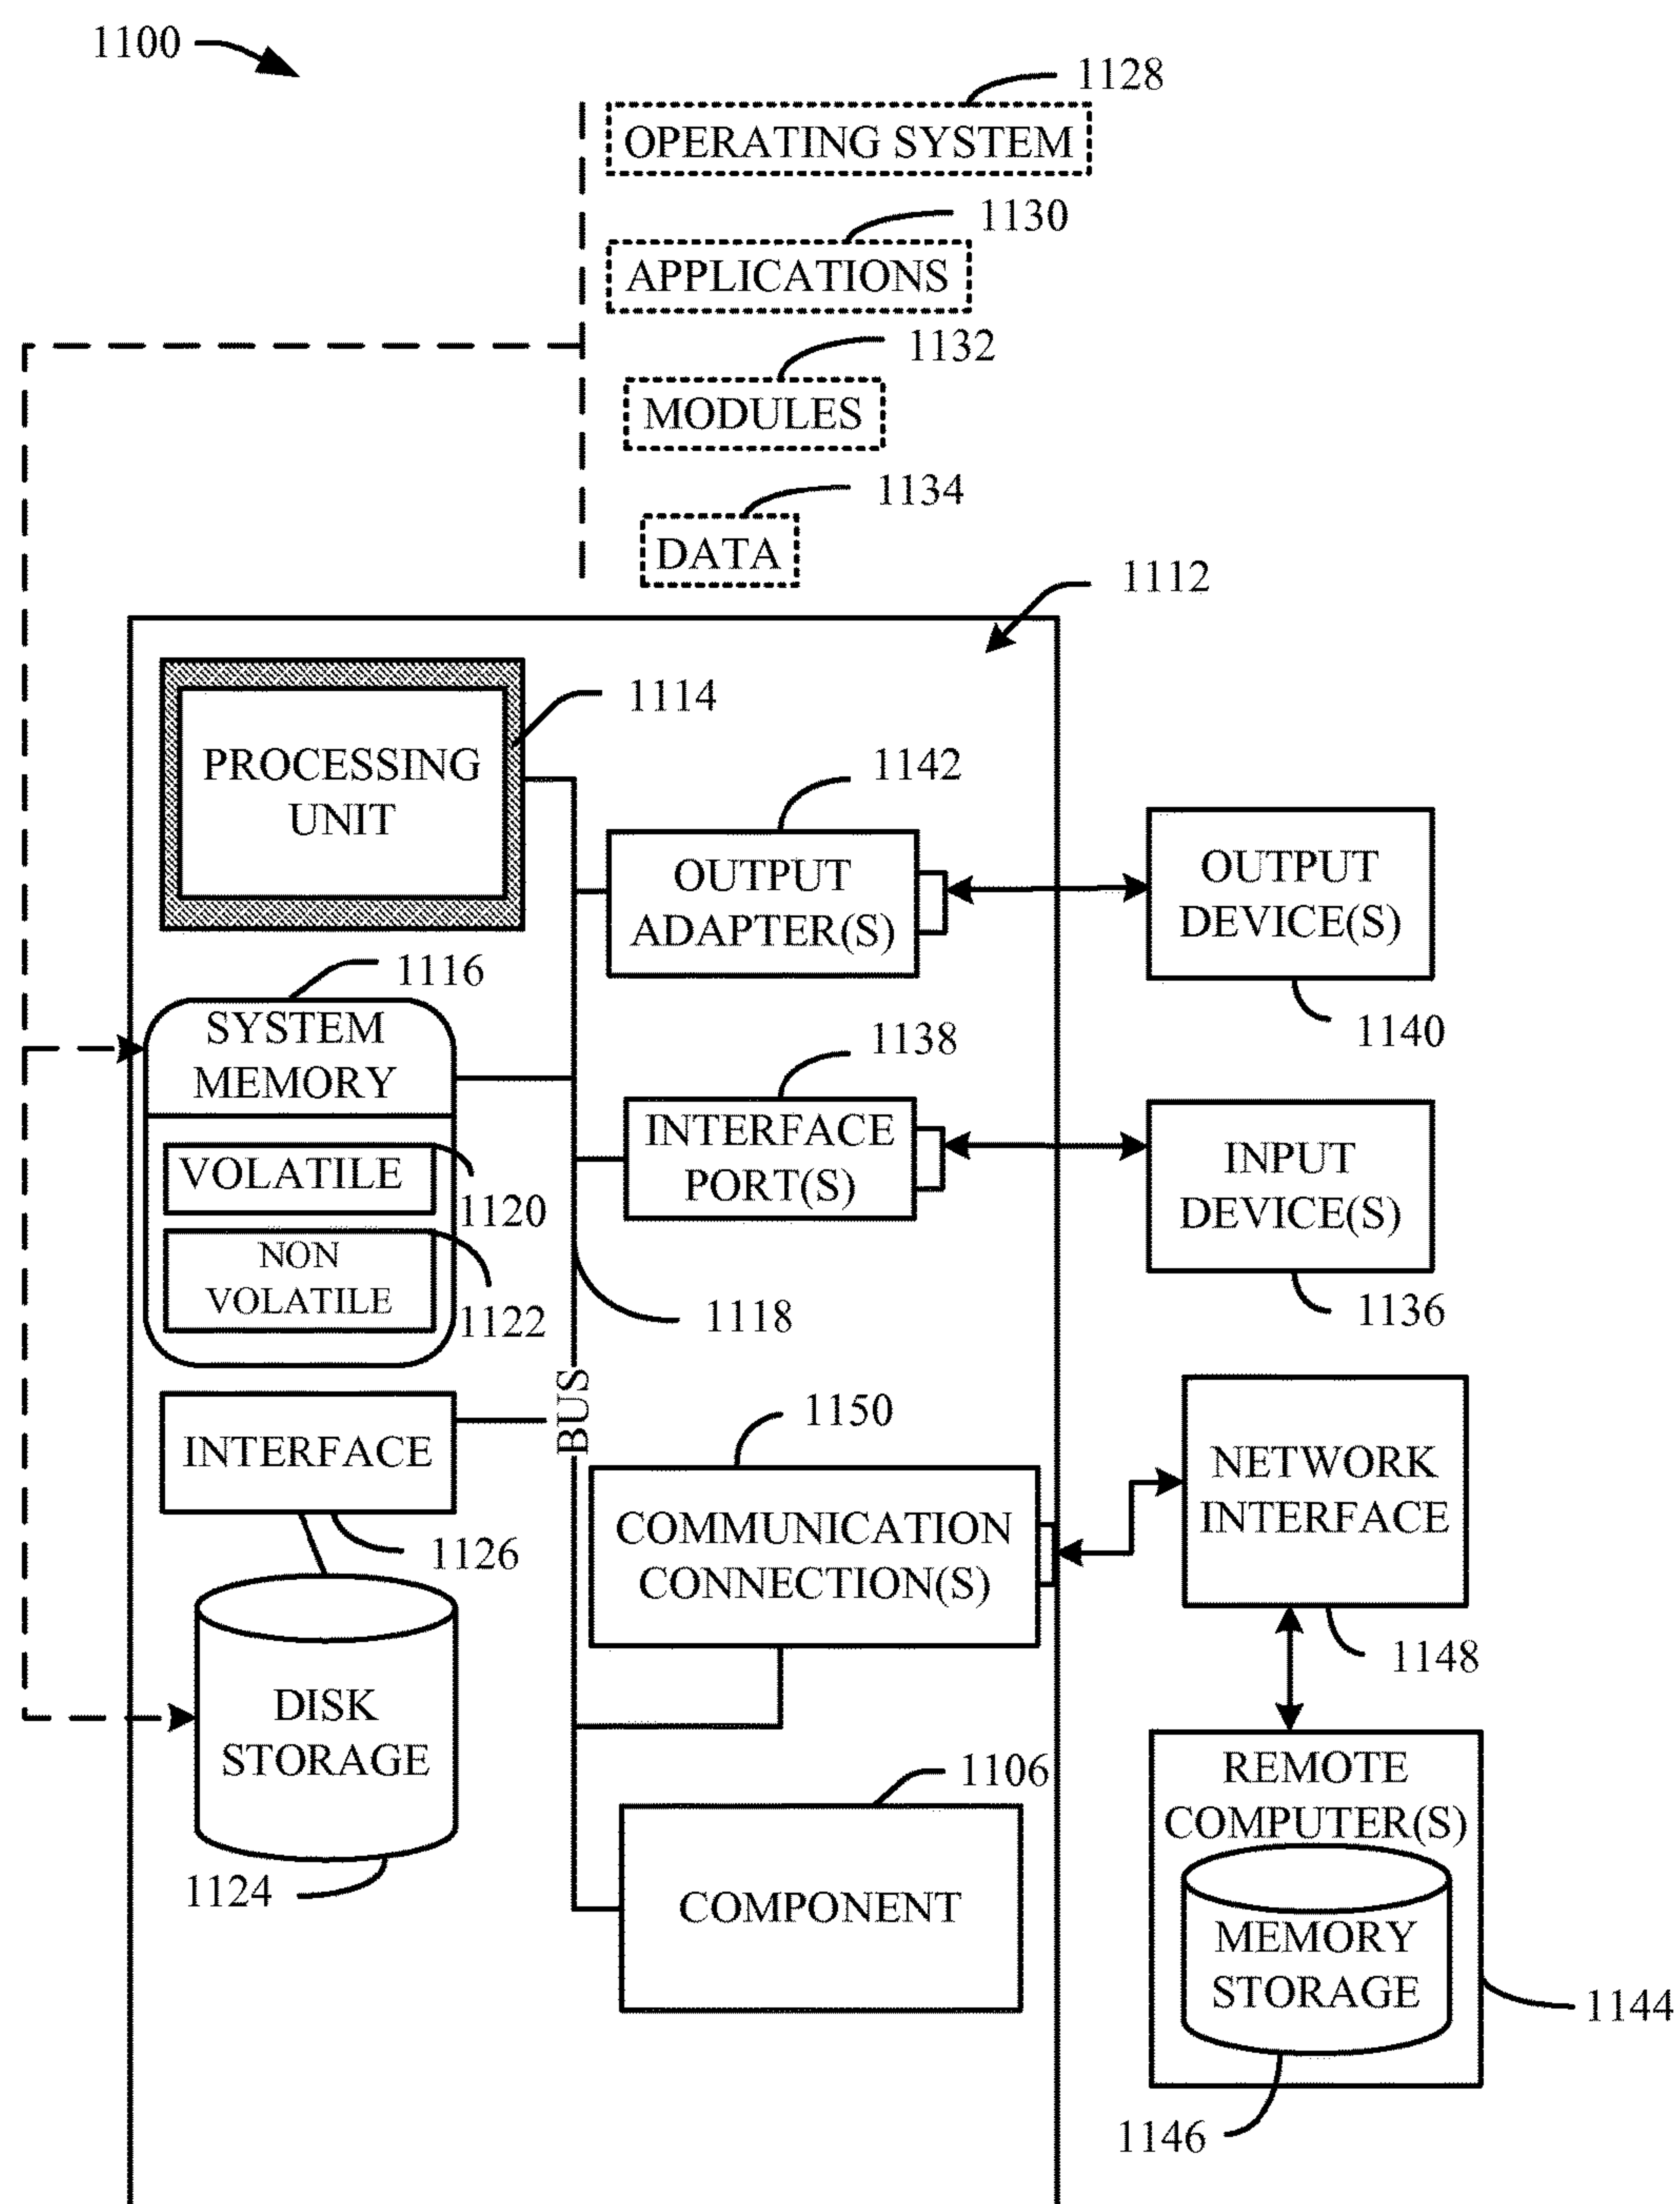 1100
1128
OPERATING SYSTEM
1130
APPLICATIONS
1132
MODULES
1134
DATA
1112
1114
PROCESSING
UNIT
1142
OUTPUT
ADAPTER(S)
OUTPUT
DEVICE(S)
1140
1116
SYSTEM
MEMORY
VOLATILE
1120
NON
VOLATILE
1122
1138
INTERFACE
PORT(S)
INPUT
DEVICE(S)
1136
1118
BUS
INTERFACE
1126
1150
COMMUNICATION
CONNECTION(S)
NETWORK
INTERFACE
1148
DISK
STORAGE
1124
1106
COMPONENT
REMOTE
COMPUTER(S)
MEMORY
STORAGE
1144
1146